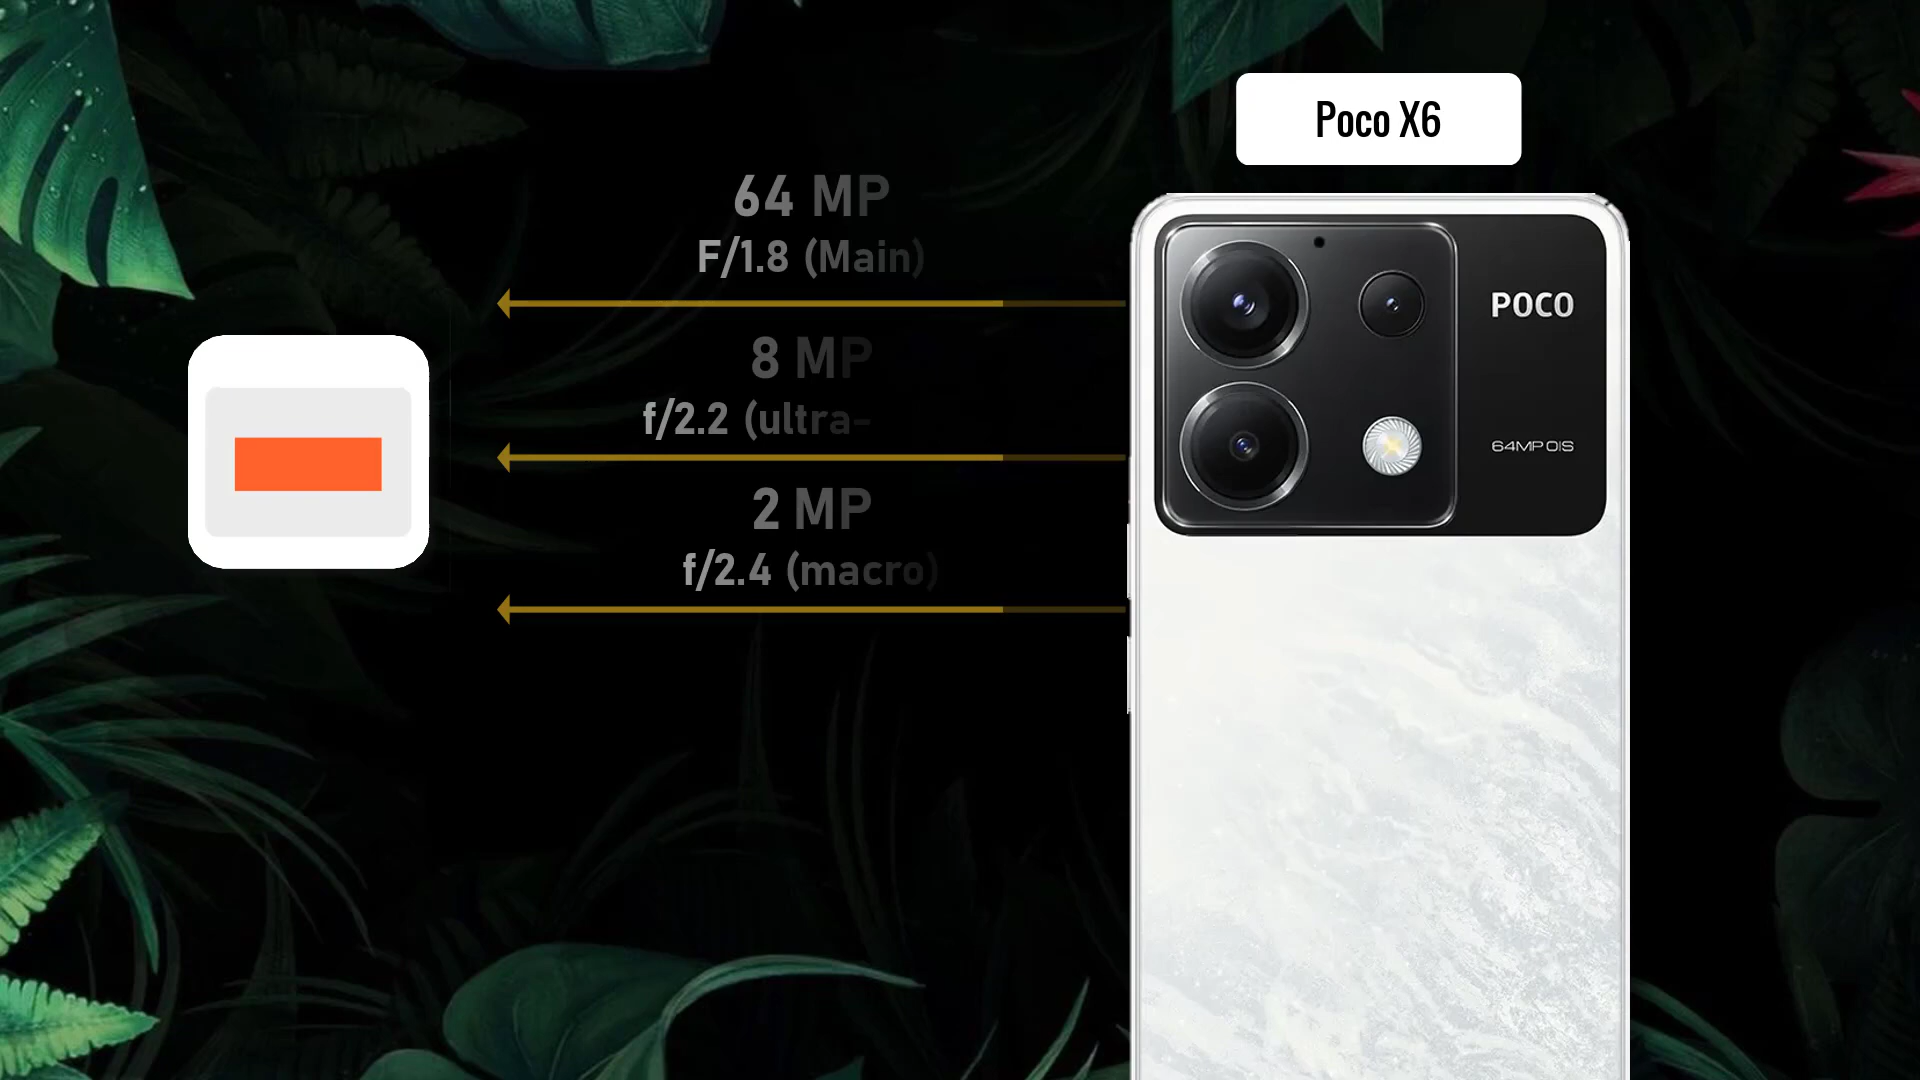 Poco X6
64 MP
F/1.8 (Main)
8 MP
f/2.2 (ultra-
2 MP
f/2.4 (macro)
POCO
64MP OIS